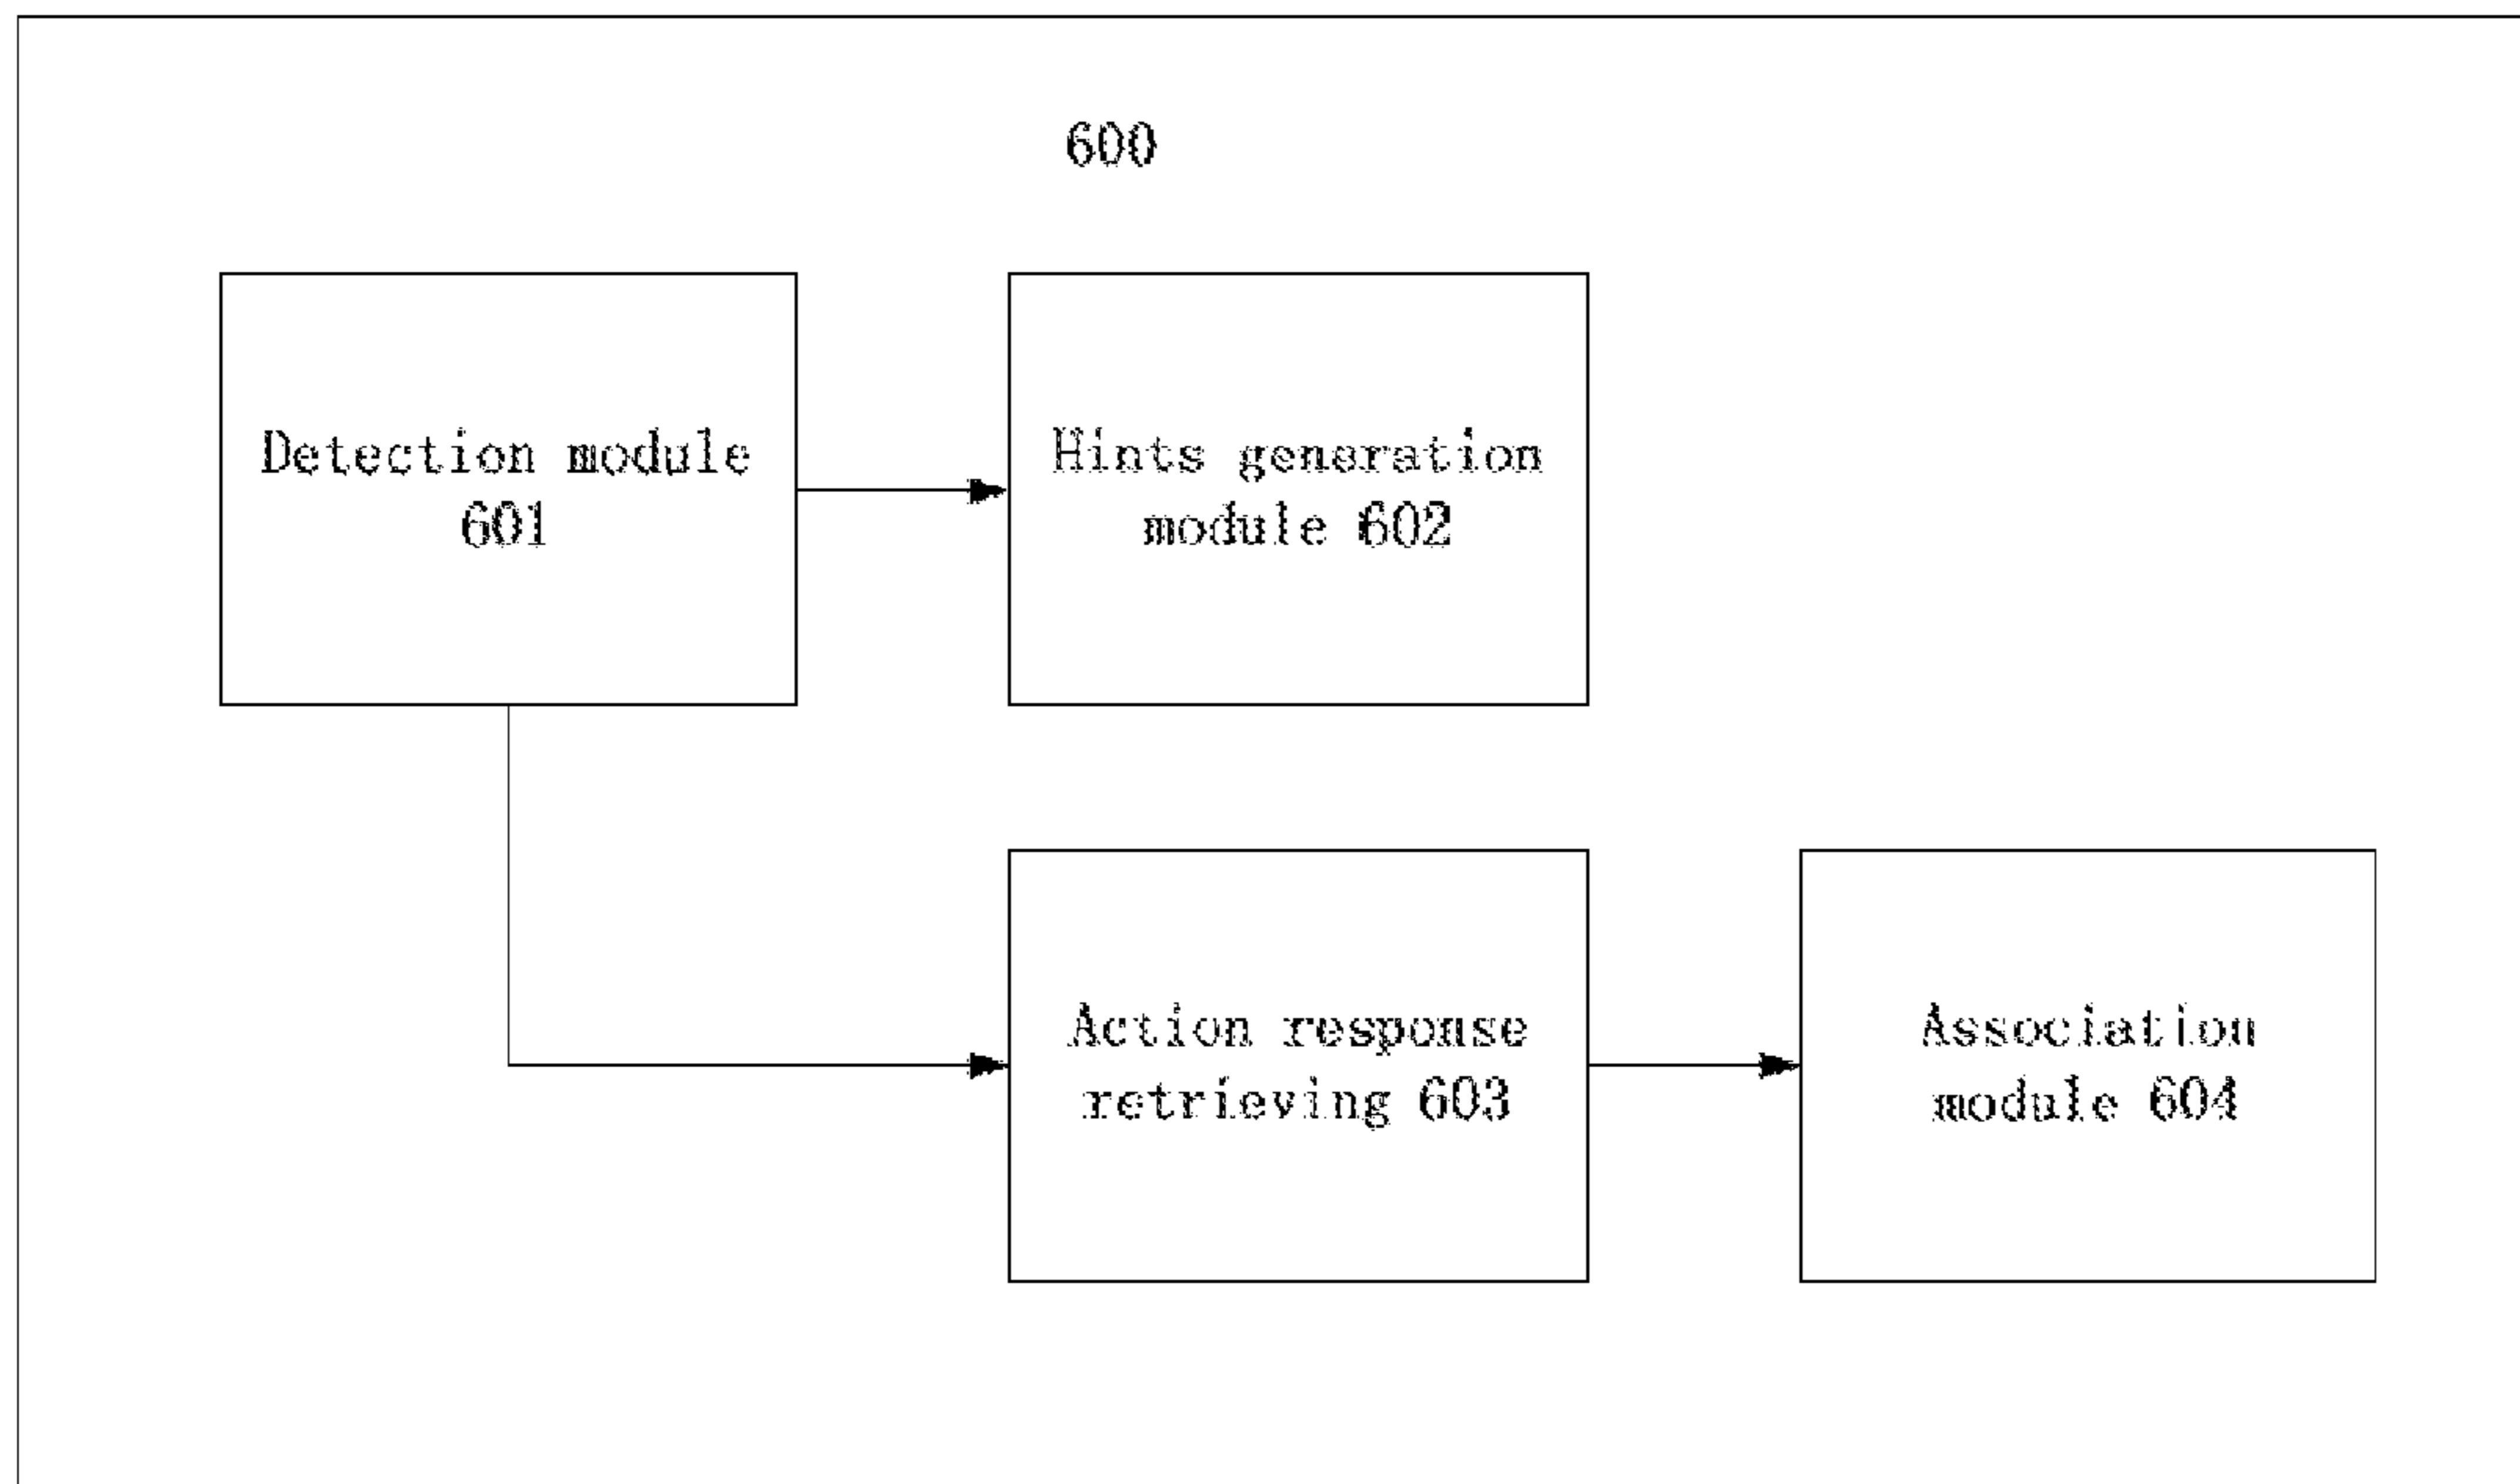 600
Detection module
601
Hints generation
module 602
Action response
retrieving 603
Association
module 604